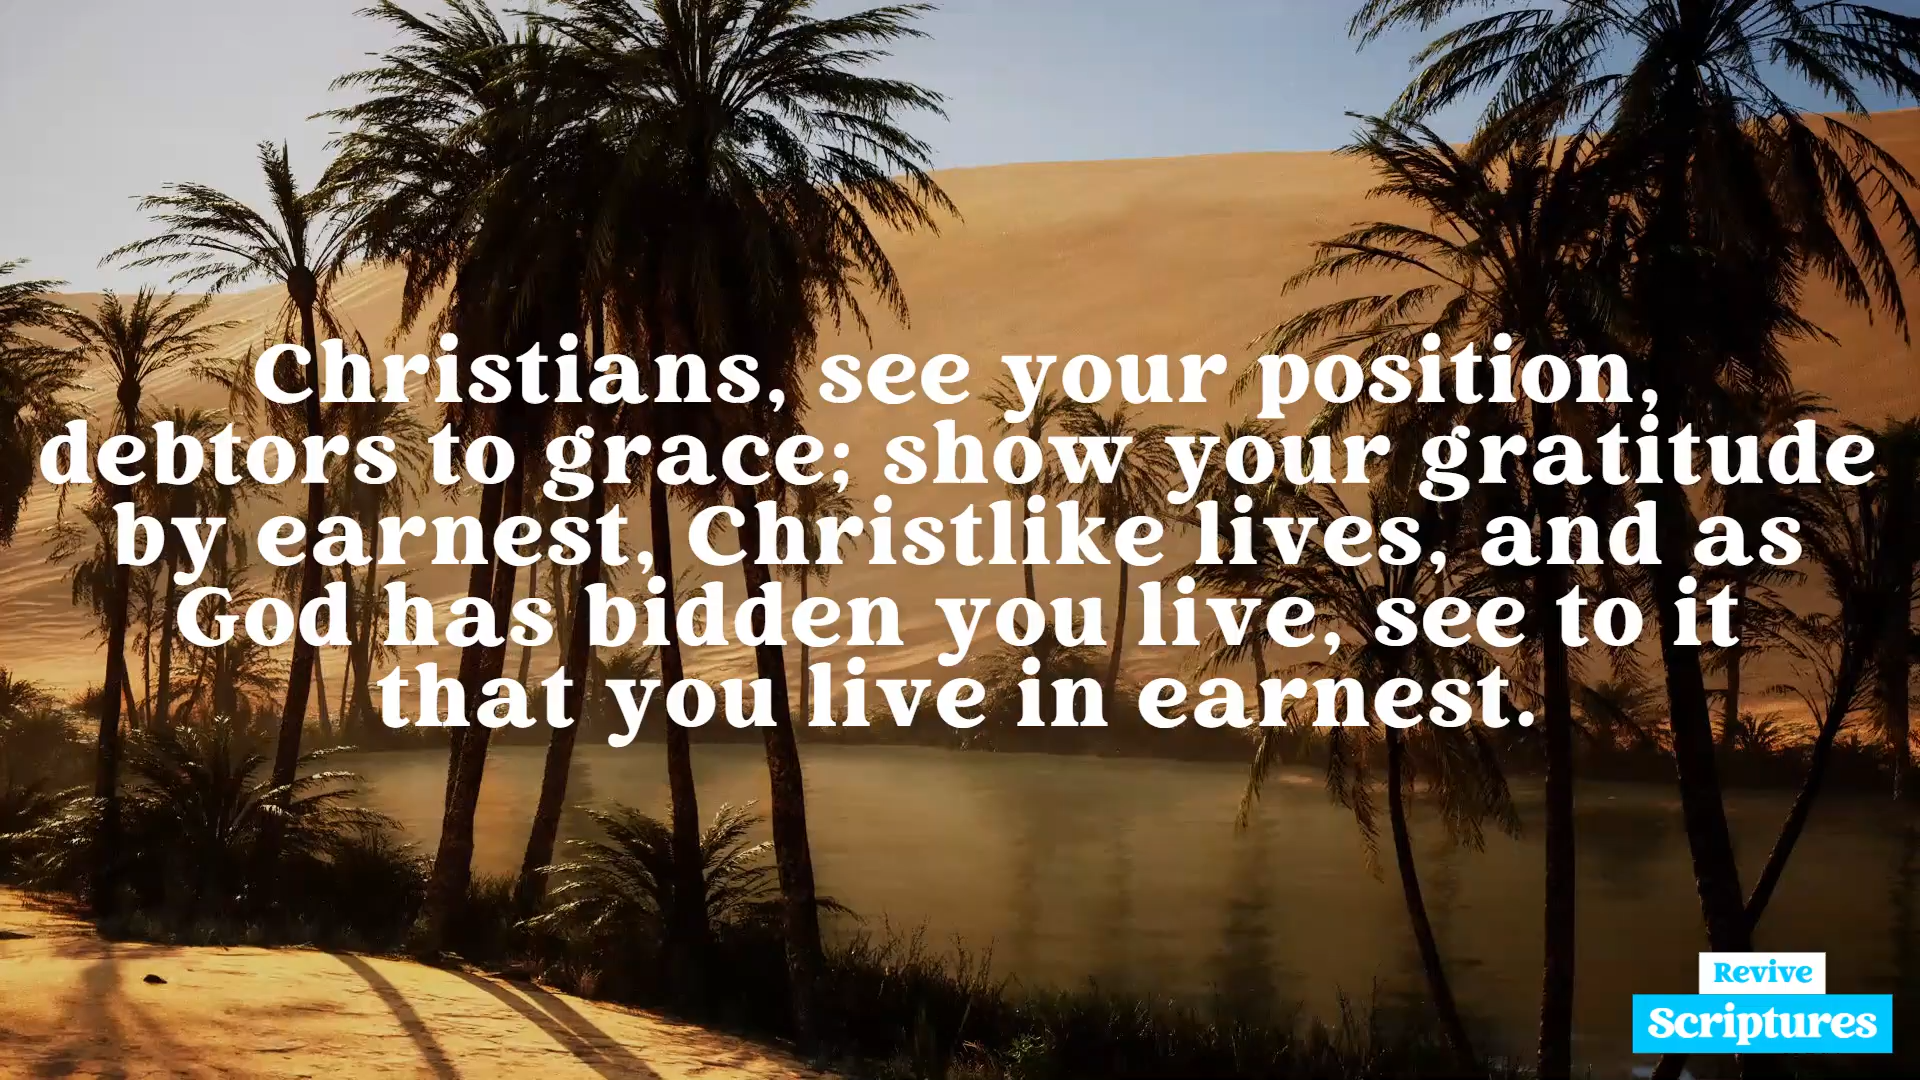 Christians, see your position,
debtors to grace; show your gratitude
by earnest, Christlike lives, and as
God has bidden you live, see to it
that you live in earnest.
Revive
Scriptures